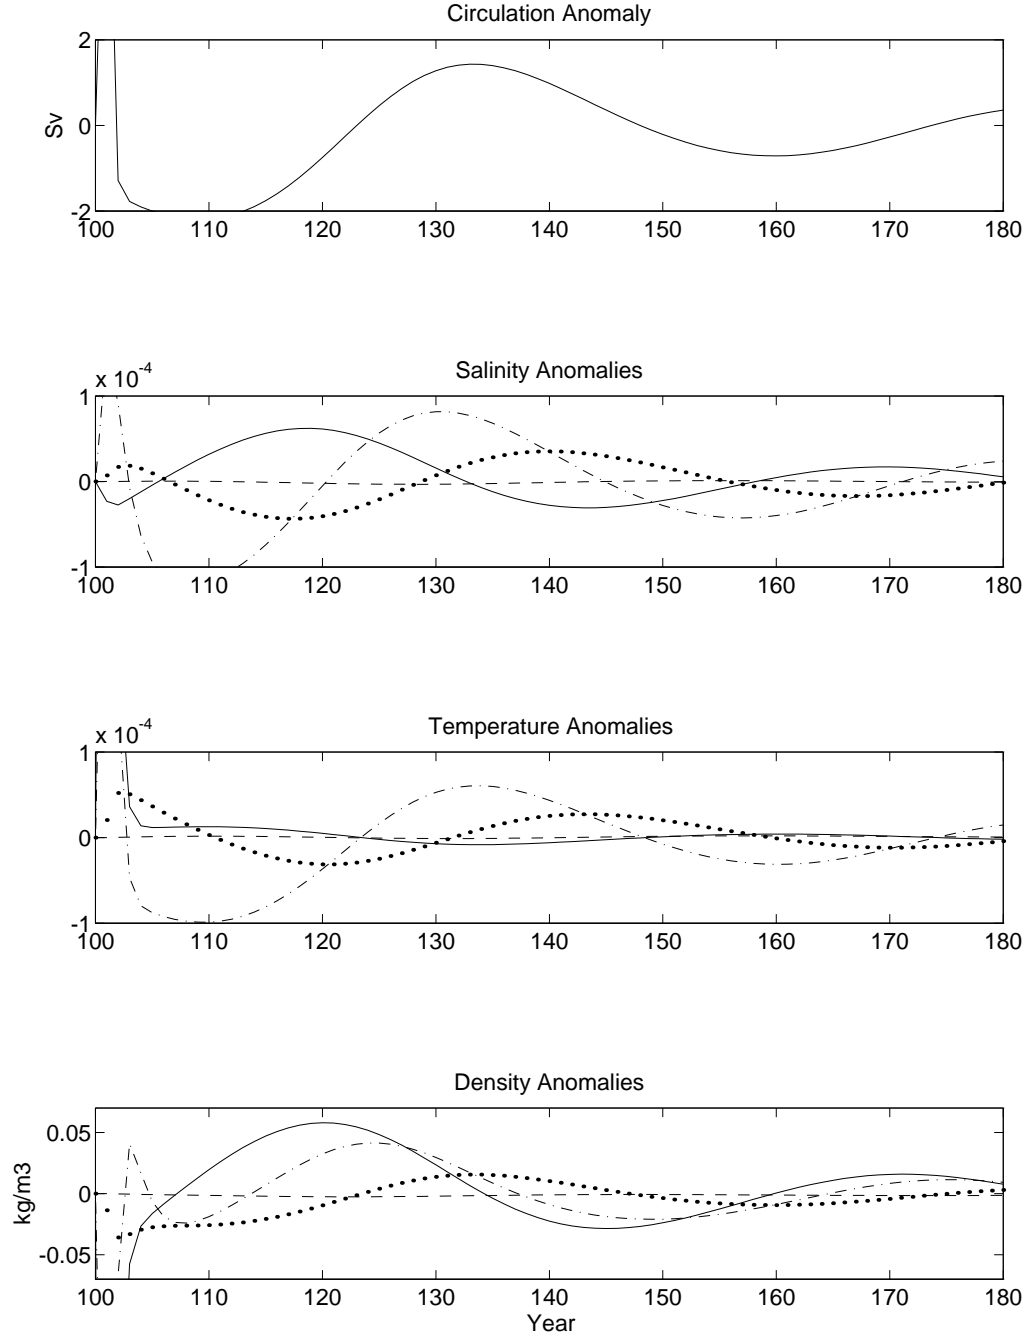 Circulation Anomaly
2
0
-2
Sv
100 110 120 130 140 150 160 170 180
x 10-4
Salinity Anomalies
1
0
-1
100 110 120 130 140 150 160 170 180
x 10-4
Temperature Anomalies
1
0
-1
100 110 120 130 140 150 160 170 180
Density Anomalies
0.05
0
-0.05
kg/m3
100 110 120 130 140 150 160 170 180
Year